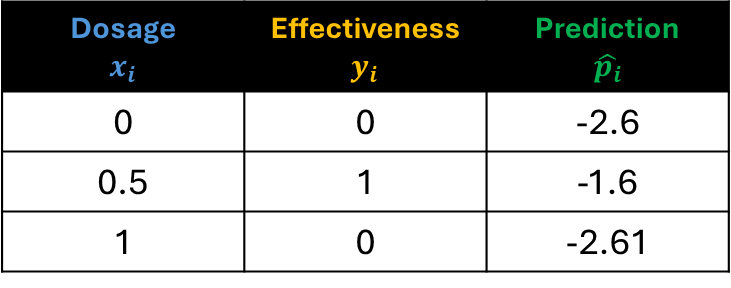 Dosage Effectiveness Prediction
xᵢ yᵢ p̂ᵢ
0 0 -2.6
0.5 1 -1.6
1 0 -2.61